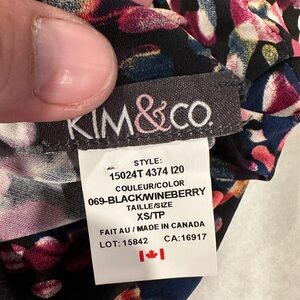 KIM&CO.
STYLE:
15024T 4374 I20
COULEUR/COLOR
069-BLACK/WINEBERRY
TAILLE/SIZE
XS/TP
FAIT AU / MADE IN CANADA
LOT: 15842 CA:16917